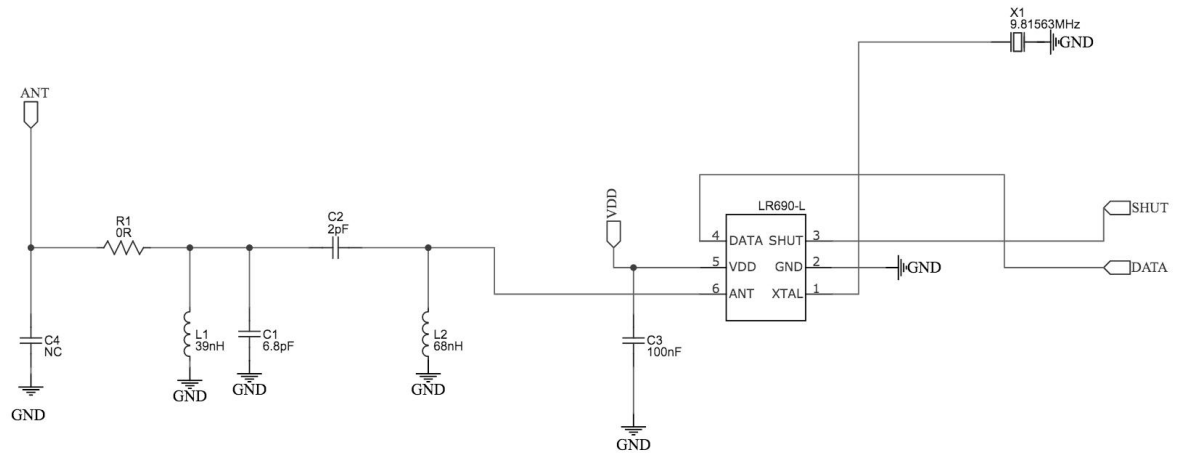 X1
9.81563MHz
GND
ANT
VDD
LR690-L
SHUT
R1
0R
C2
2pF
4 DATA SHUT 3
5 VDD GND 2
GND
DATA
6 ANT XTAL 1
C4
NC
L1
39nH
C1
6.8pF
L2
68nH
C3
100nF
GND
GND
GND
GND
GND